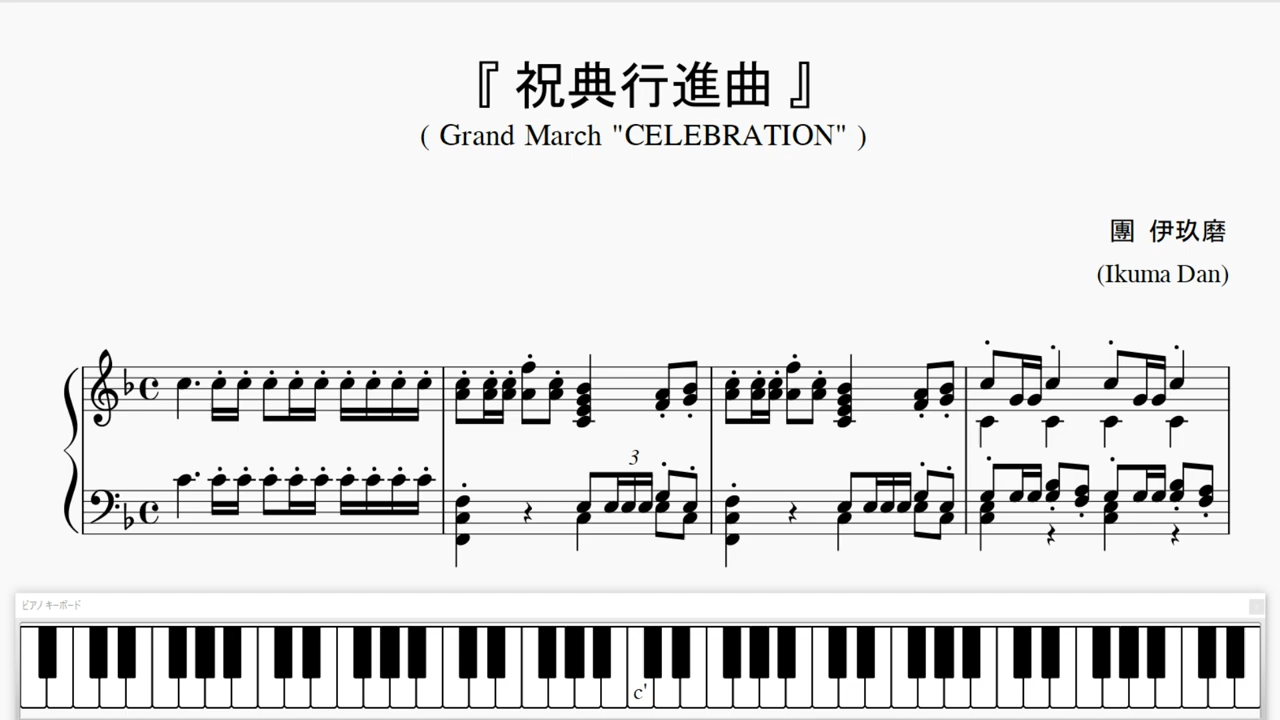 『 祝典行進曲 』
( Grand March "CELEBRATION" )
團 伊玖磨
(Ikuma Dan)
3
ピアノ キーボード
c'